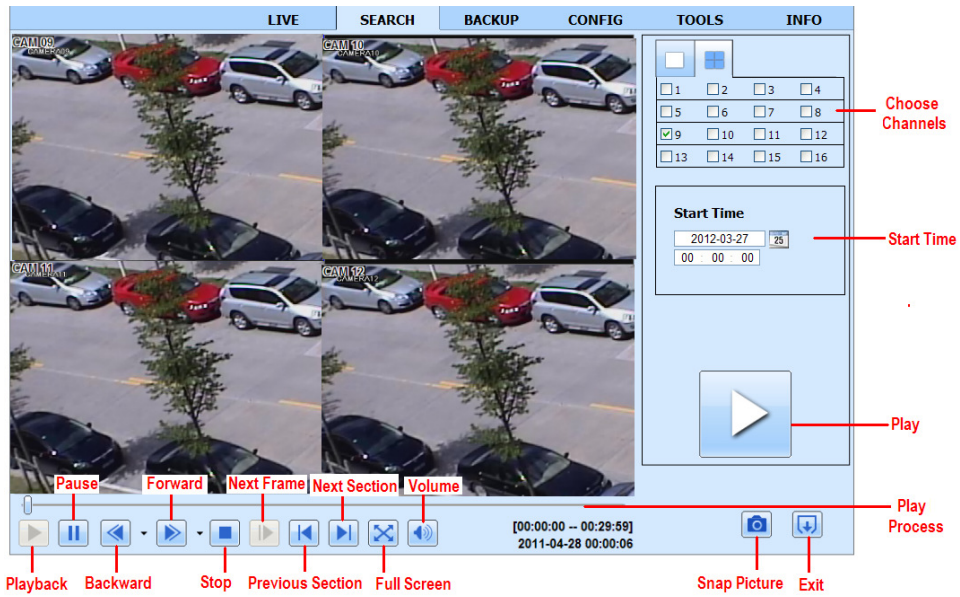 LIVE SEARCH BACKUP CONFIG TOOLS INFO
CAM 09
CAMERA09
CAM 10
CAMERA10
1 2 3 4
5 6 7 8
9 10 11 12
13 14 15 16
Choose
Channels
Start Time
2012-03-27 25
00 : 00 : 00
Start Time
CAM 11
CAMERA11
CAM 12
CAMERA12
Play
Pause Forward Next Frame Next Section Volume
Play
Process
[00:00:00 -- 00:29:59]
2011-04-28 00:00:06
Playback Backward Stop Previous Section Full Screen Snap Picture Exit